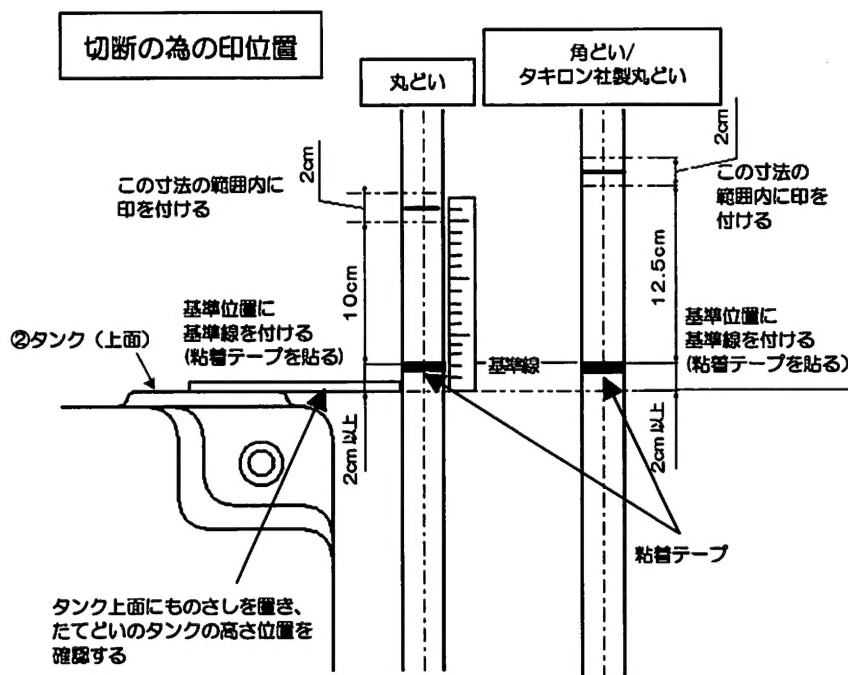 切断の為の印位置
丸どい
角どい/
タキロン社製丸どい
2cm
2cm
この寸法の範囲内に
印を付ける
この寸法の
範囲内に印を
付ける
10cm
12.5cm
基準位置に
基準線を付ける
(粘着テープを貼る)
②タンク（上面）
基準線
基準位置に
基準線を付ける
(粘着テープを貼る)
2cm以上
2cm以上
粘着テープ
タンク上面にものさしを置き、
たてどいのタンクの高さ位置を
確認する